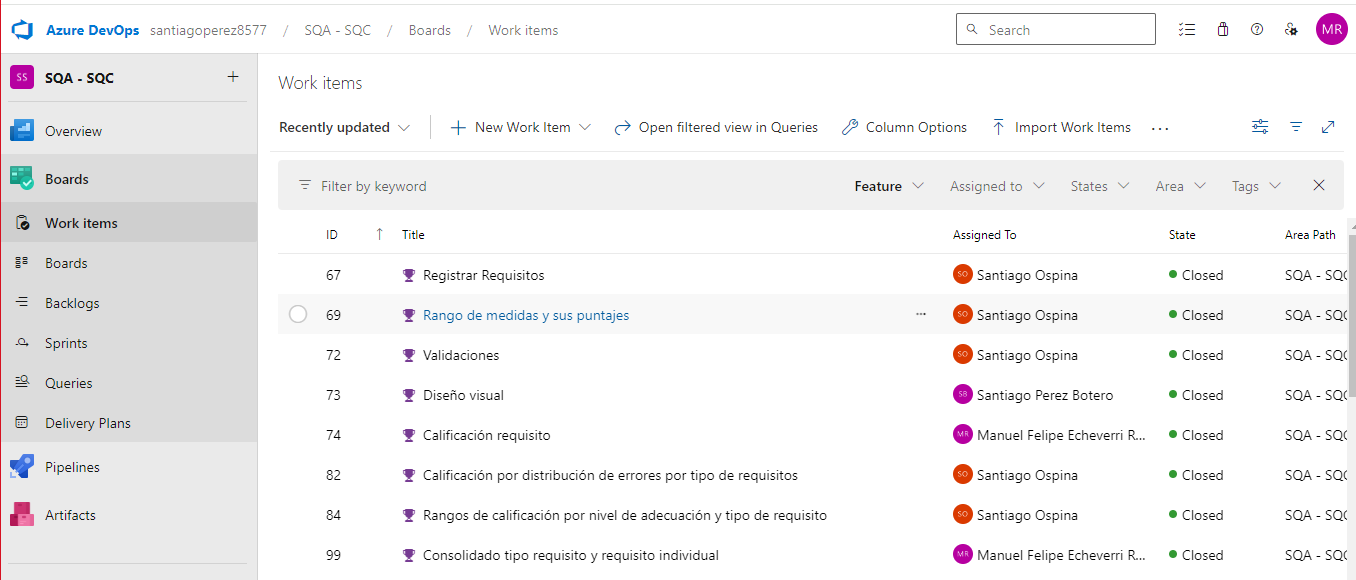 Azure DevOps santiagoperez8577 / SQA - SQC / Boards / Work items Search MR
SS SQA - SQC +
Overview
Boards
Work items
Boards
Backlogs
Sprints
Queries
Delivery Plans
Pipelines
Artifacts
Work items
Recently updated New Work Item Open filtered view in Queries Column Options Import Work Items ...
Filter by keyword Feature Assigned to States Area Tags
ID ↑ Title Assigned To State Area Path
67 Registrar Requisitos SO Santiago Ospina Closed SQA - SQC
69 Rango de medidas y sus puntajes ... SO Santiago Ospina Closed SQA - SQC
72 Validaciones SO Santiago Ospina Closed SQA - SQC
73 Diseño visual SB Santiago Perez Botero Closed SQA - SQC
74 Calificación requisito MR Manuel Felipe Echeverri R... Closed SQA - SQC
82 Calificación por distribución de errores por tipo de requisitos SO Santiago Ospina Closed SQA - SQC
84 Rangos de calificación por nivel de adecuación y tipo de requisito SO Santiago Ospina Closed SQA - SQC
99 Consolidado tipo requisito y requisito individual MR Manuel Felipe Echeverri R... Closed SQA - SQC